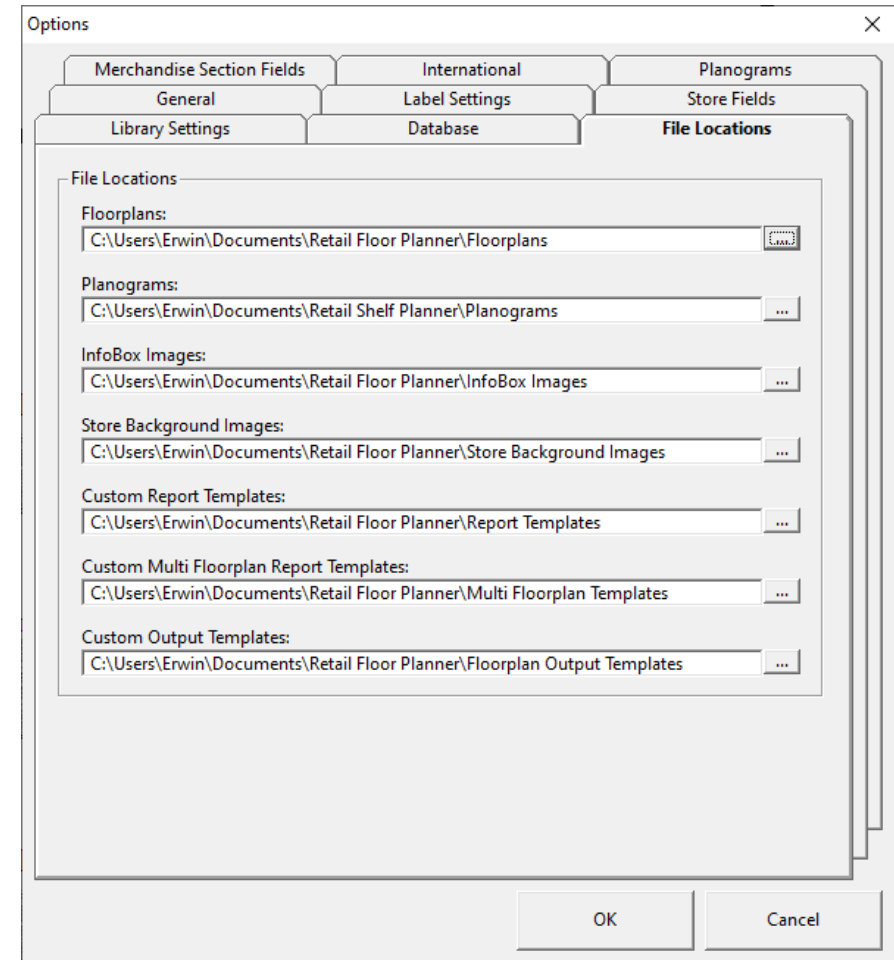 Options
Merchandise Section Fields
International
Planograms
General
Label Settings
Store Fields
Library Settings
Database
File Locations
File Locations
Floorplans:
C:\Users\Erwin\Documents\Retail Floor Planner\Floorplans
...
Planograms:
C:\Users\Erwin\Documents\Retail Shelf Planner\Planograms
...
InfoBox Images:
C:\Users\Erwin\Documents\Retail Floor Planner\InfoBox Images
...
Store Background Images:
C:\Users\Erwin\Documents\Retail Floor Planner\Store Background Images
...
Custom Report Templates:
C:\Users\Erwin\Documents\Retail Floor Planner\Report Templates
...
Custom Multi Floorplan Report Templates:
C:\Users\Erwin\Documents\Retail Floor Planner\Multi Floorplan Templates
...
Custom Output Templates:
C:\Users\Erwin\Documents\Retail Floor Planner\Floorplan Output Templates
...
OK
Cancel